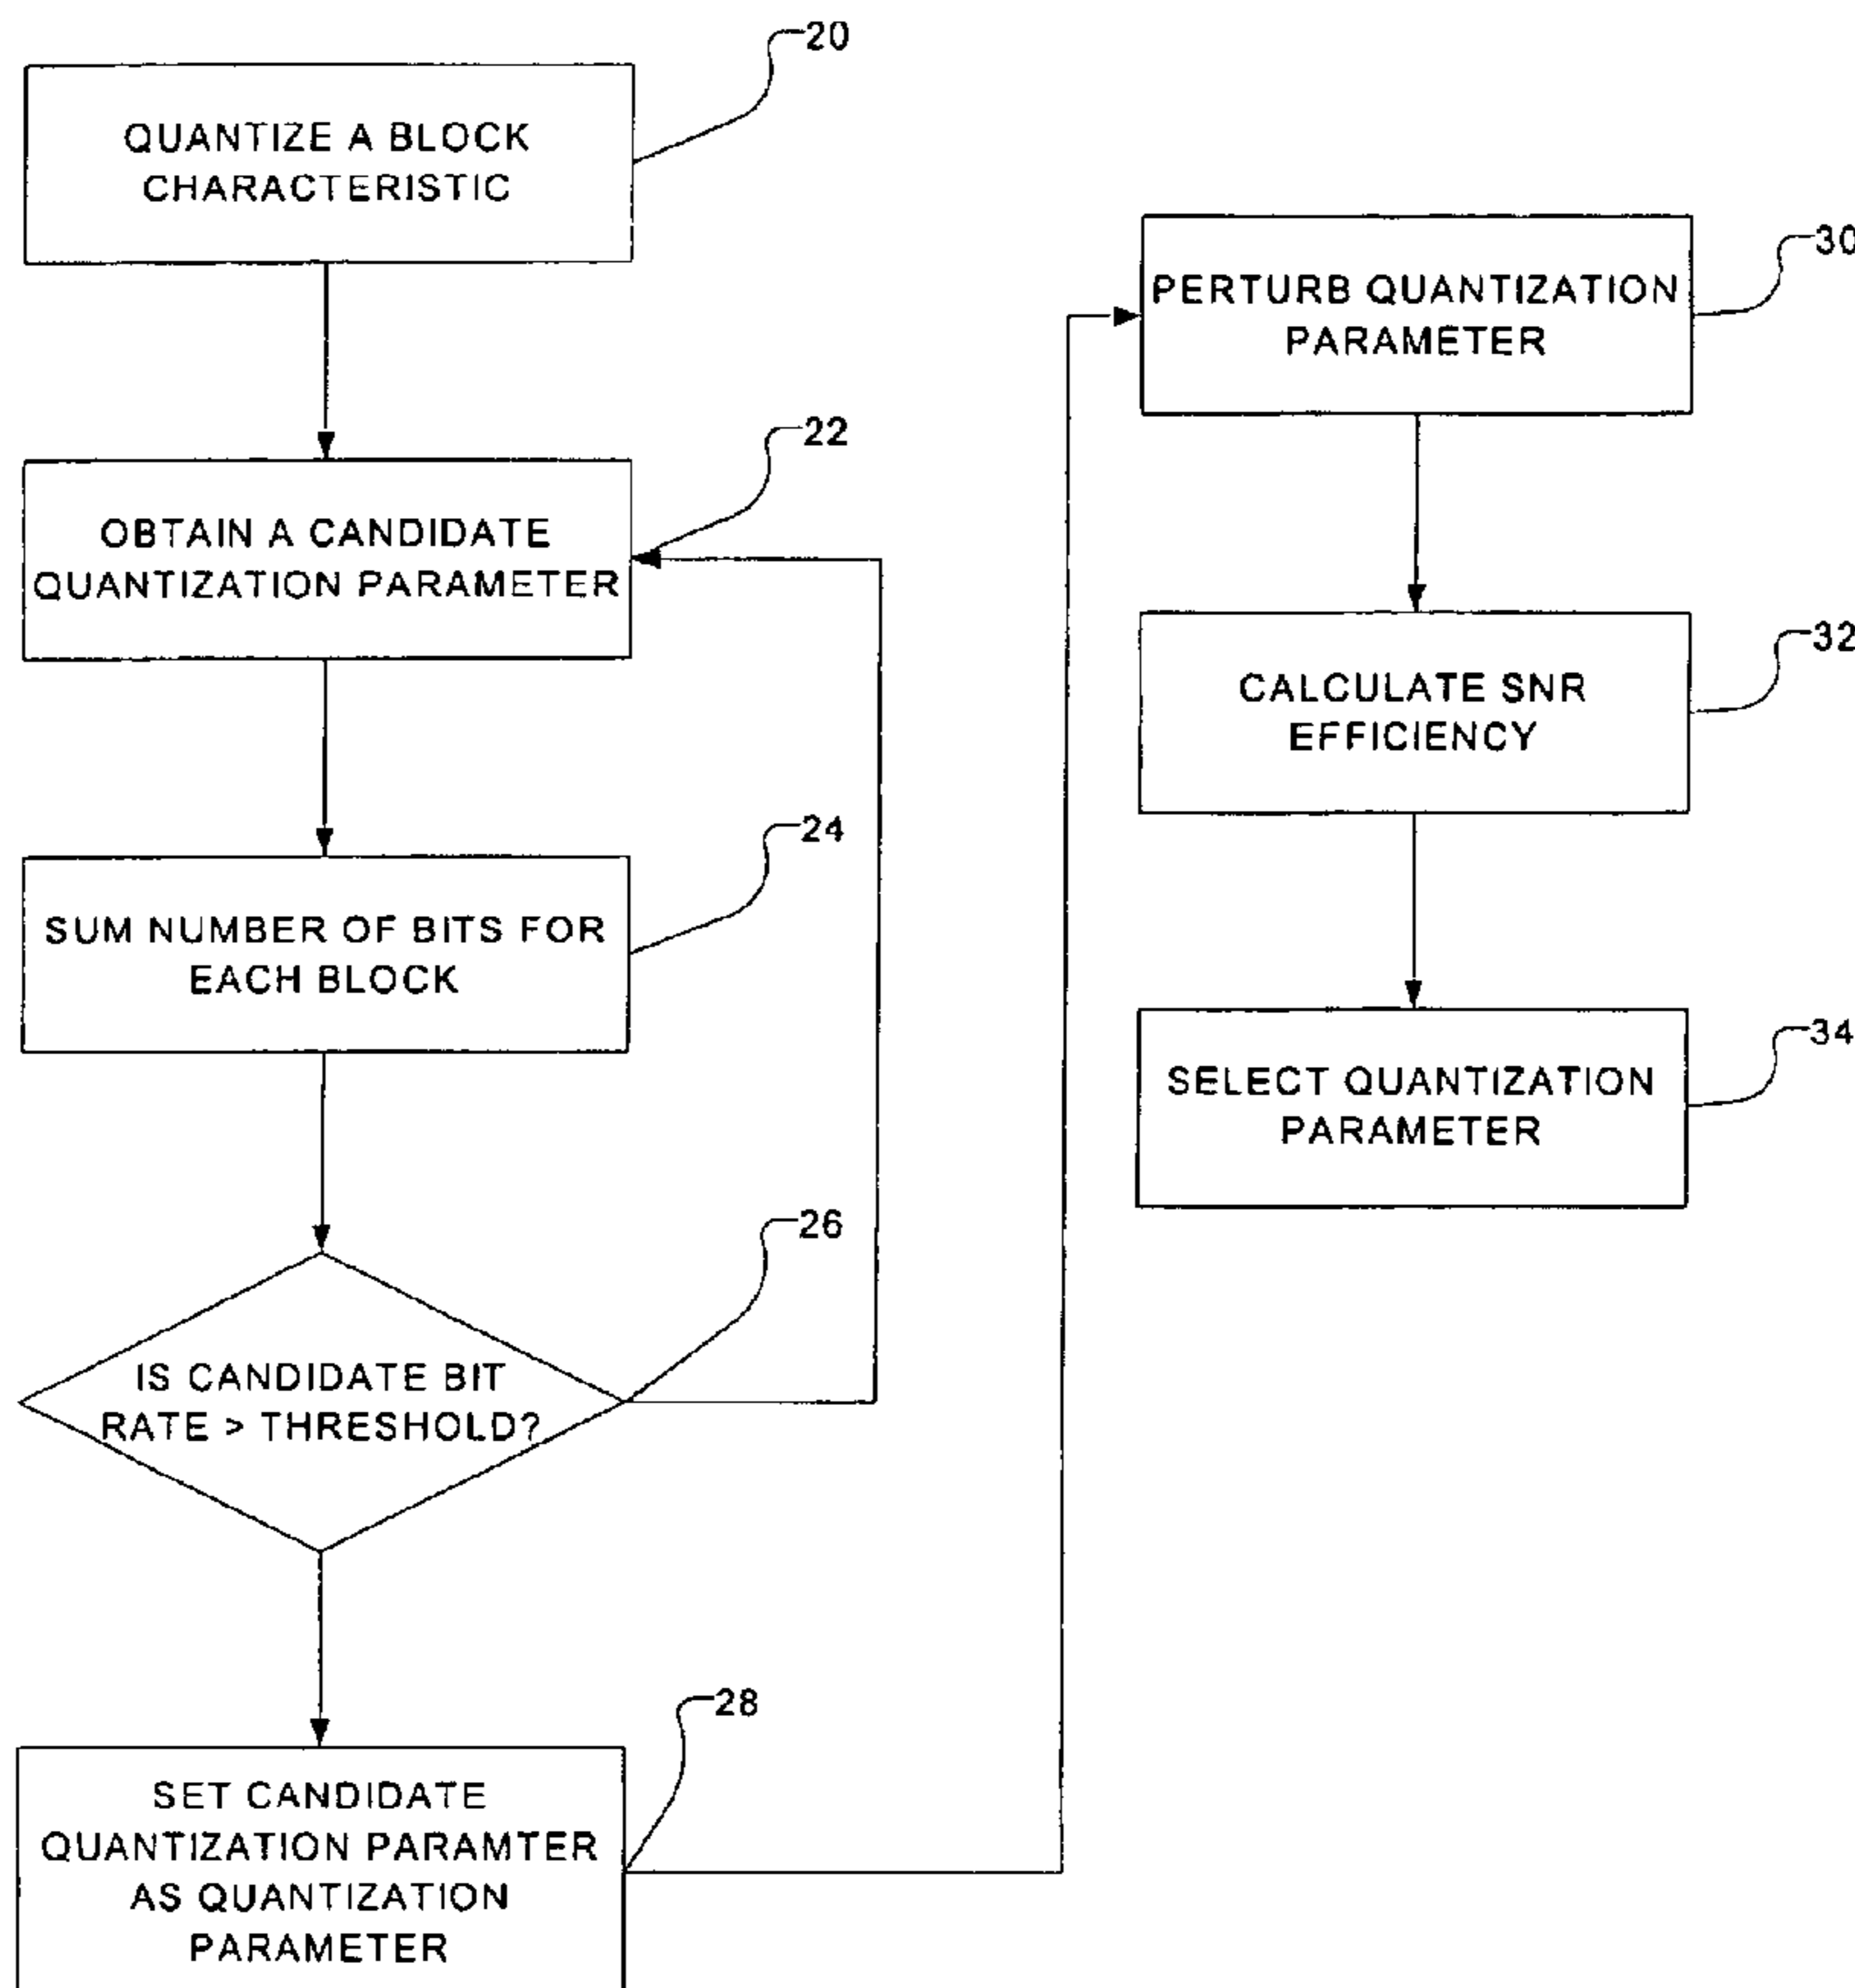 20
QUANTIZE A BLOCK
CHARACTERISTIC
22
OBTAIN A CANDIDATE
QUANTIZATION PARAMETER
24
SUM NUMBER OF BITS FOR
EACH BLOCK
26
IS CANDIDATE BIT
RATE > THRESHOLD?
28
SET CANDIDATE
QUANTIZATION PARAMTER
AS QUANTIZATION
PARAMETER
30
PERTURB QUANTIZATION
PARAMETER
32
CALCULATE SNR
EFFICIENCY
34
SELECT QUANTIZATION
PARAMETER